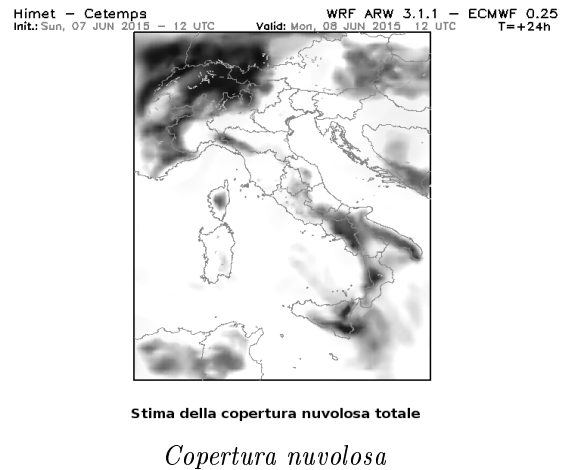 Himet – Cetemps WRF ARW 3.1.1 – ECMWF 0.25
Init.: Sun, 07 JUN 2015 – 12 UTC Valid: Mon, 08 JUN 2015 12 UTC T=+24h
Stima della copertura nuvolosa totale
Copertura nuvolosa